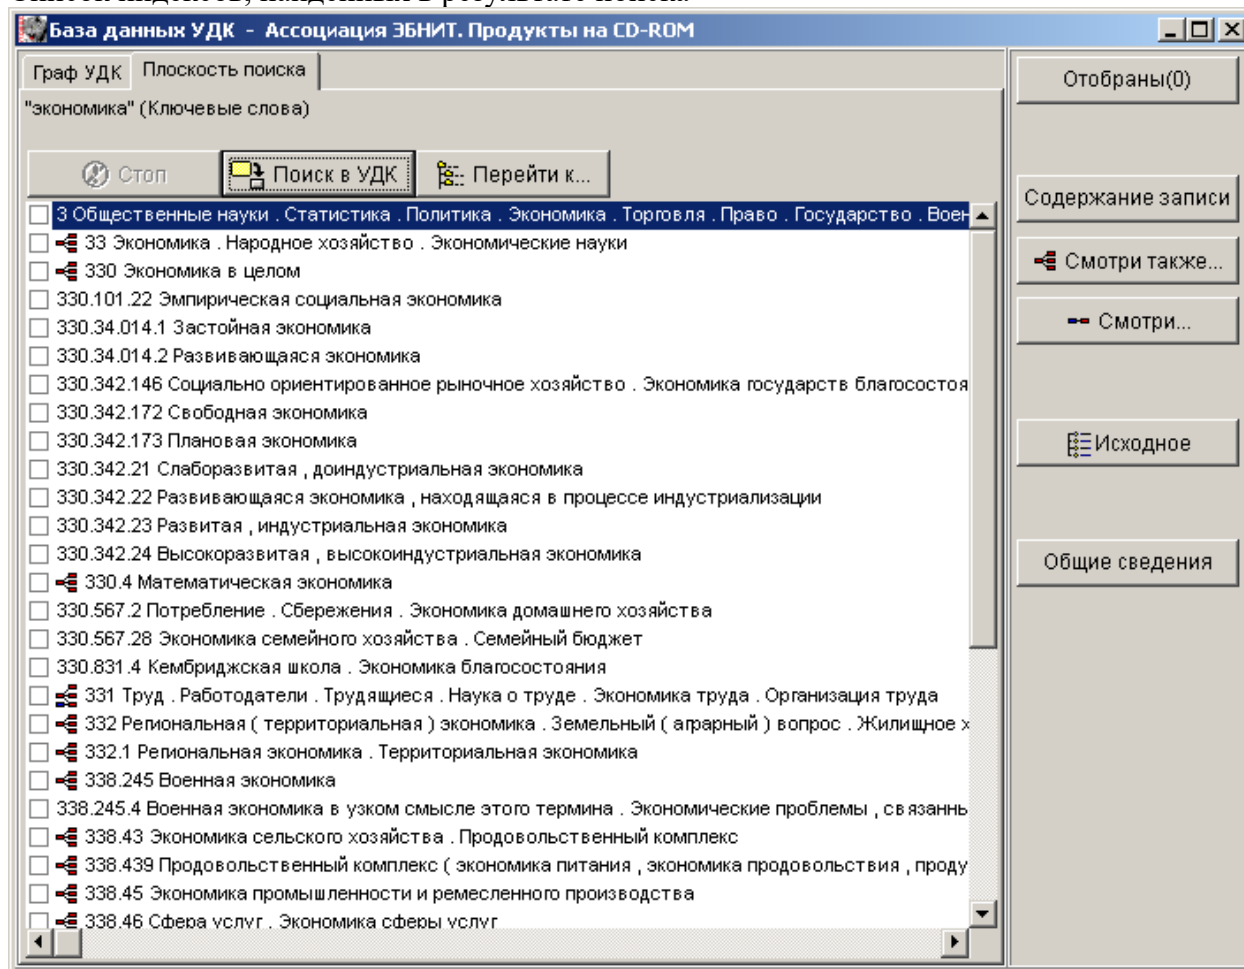 Список индексов, найденных в результате поиска
База данных УДК - Ассоциация ЭБНИТ. Продукты на CD-ROM
Граф УДК Плоскость поиска
"экономика" (Ключевые слова)
Стоп Поиск в УДК Перейти к...
3 Общественные науки . Статистика . Политика . Экономика . Торговля . Право . Государство . Воен
33 Экономика . Народное хозяйство . Экономические науки
330 Экономика в целом
330.101.22 Эмпирическая социальная экономика
330.34.014.1 Застойная экономика
330.34.014.2 Развивающаяся экономика
330.342.146 Социально ориентированное рыночное хозяйство . Экономика государств благосостоя
330.342.172 Свободная экономика
330.342.173 Плановая экономика
330.342.21 Слаборазвитая , доиндустриальная экономика
330.342.22 Развивающаяся экономика , находящаяся в процессе индустриализации
330.342.23 Развитая , индустриальная экономика
330.342.24 Высокоразвитая , высокоиндустриальная экономика
330.4 Математическая экономика
330.567.2 Потребление . Сбережения . Экономика домашнего хозяйства
330.567.28 Экономика семейного хозяйства . Семейный бюджет
330.831.4 Кембриджская школа . Экономика благосостояния
331 Труд . Работодатели . Трудящиеся . Наука о труде . Экономика труда . Организация труда
332 Региональная ( территориальная ) экономика . Земельный ( аграрный ) вопрос . Жилищное х
332.1 Региональная экономика . Территориальная экономика
338.245 Военная экономика
338.245.4 Военная экономика в узком смысле этого термина . Экономические проблемы , связаннь
338.43 Экономика сельского хозяйства . Продовольственный комплекс
338.439 Продовольственный комплекс ( экономика питания , экономика продовольствия , проду
338.45 Экономика промышленности и ремесленного производства
338.46 Сфера услуг . Экономика сферы услуг
Отобраны(0)
Содержание записи
Смотри также...
Смотри...
Исходное
Общие сведения